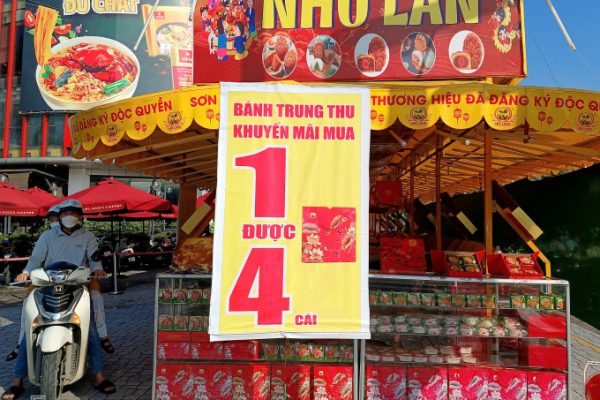 ĐỦ CHẤT
NHƯ LAN
ĐÃ ĐĂNG KÝ ĐỘC QUYỀN
SƠN
THƯƠNG HIỆU ĐÃ ĐĂNG KÝ ĐỘC QUYỀN
BÁNH TRUNG THU
KHUYẾN MÃI MUA
1
ĐƯỢC
4
CÁI